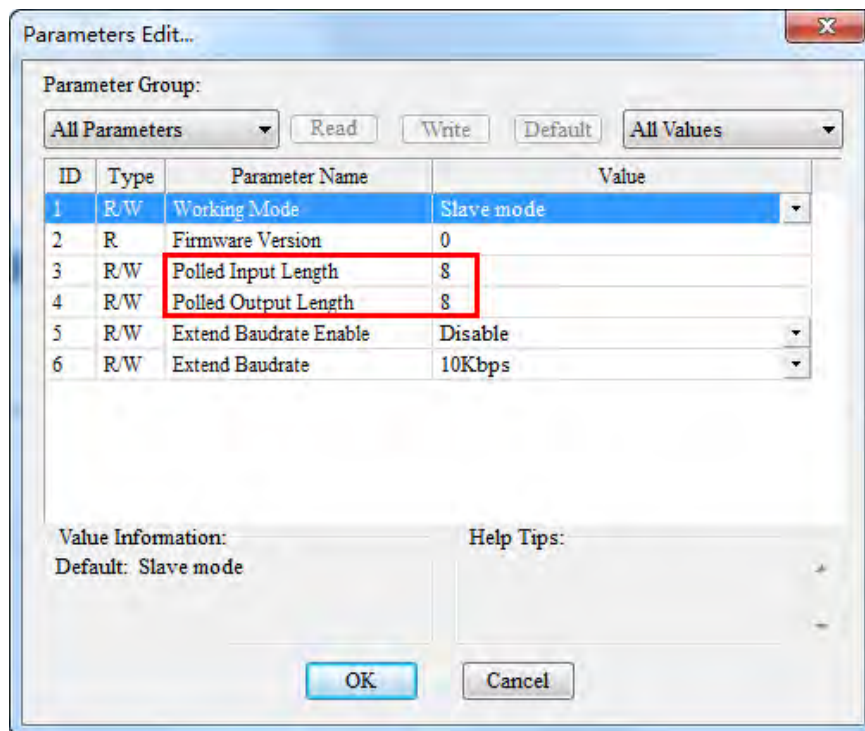 Parameters Edit...
Parameter Group:
All Parameters Read Write Default All Values
ID Type Parameter Name Value
1 R/W Working Mode Slave mode
2 R Firmware Version 0
3 R/W Polled Input Length 8
4 R/W Polled Output Length 8
5 R/W Extend Baudrate Enable Disable
6 R/W Extend Baudrate 10Kbps
Value Information: Help Tips:
Default: Slave mode
OK Cancel